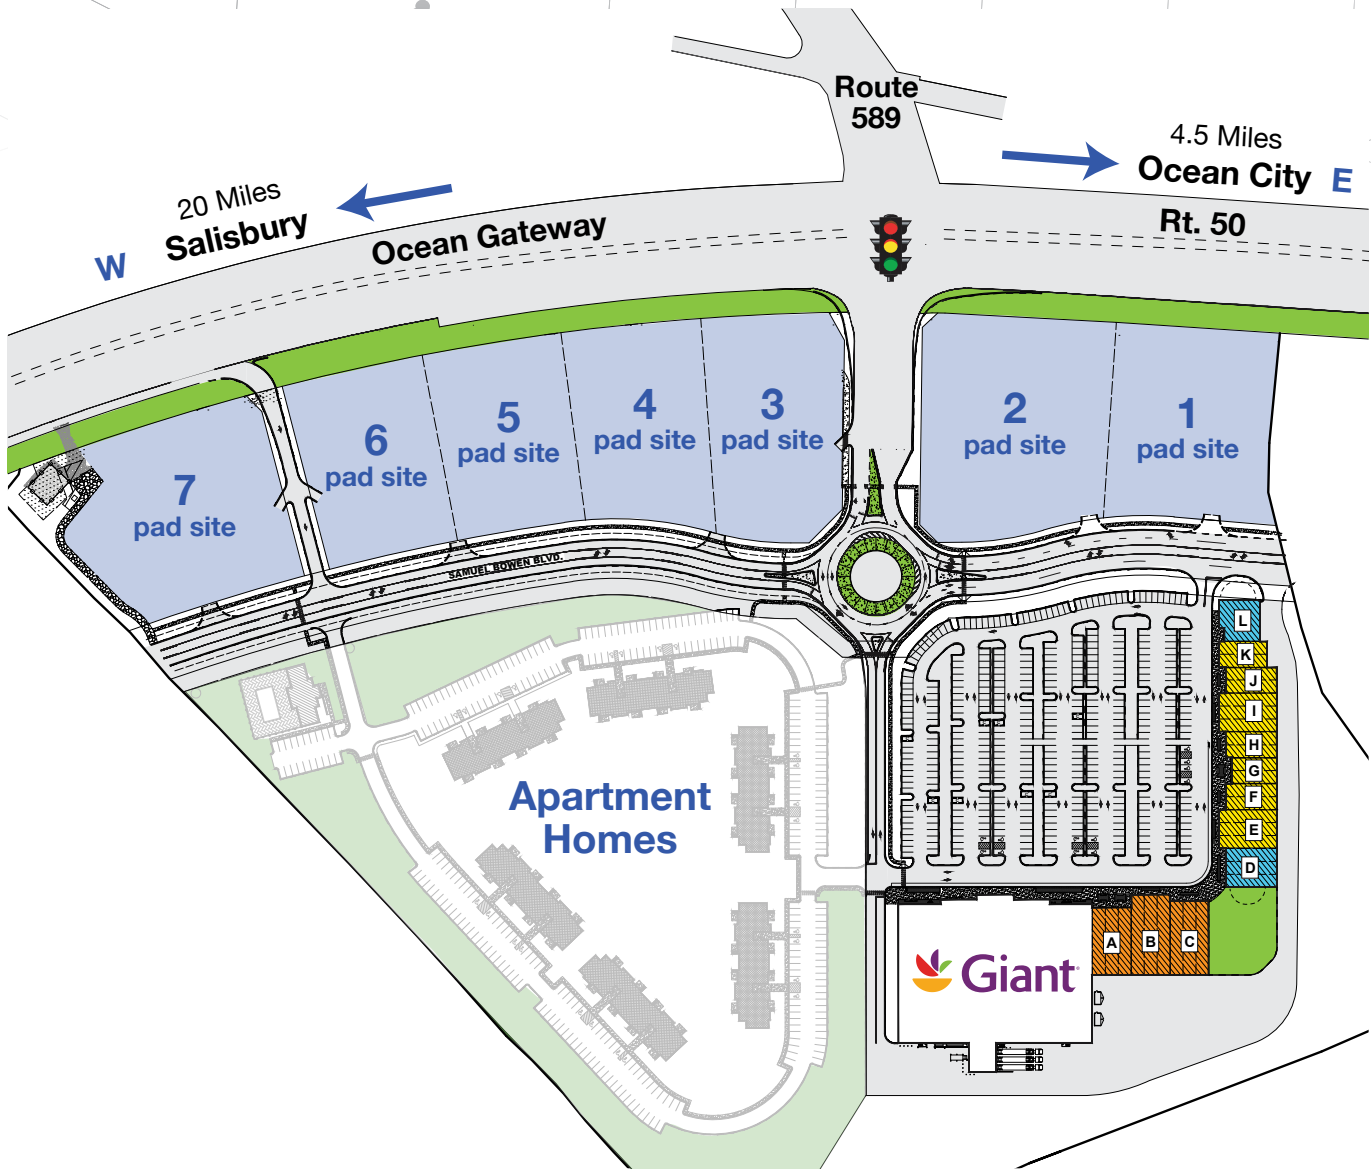 Route
589
4.5 Miles
Ocean City E
Rt. 50
20 Miles
Salisbury
W
Ocean Gateway
7
pad site
6
pad site
5
pad site
4
pad site
3
pad site
2
pad site
1
pad site
SAMUEL BOWEN BLVD.
Apartment
Homes
L
K
J
I
H
G
F
E
D
A B C
Giant